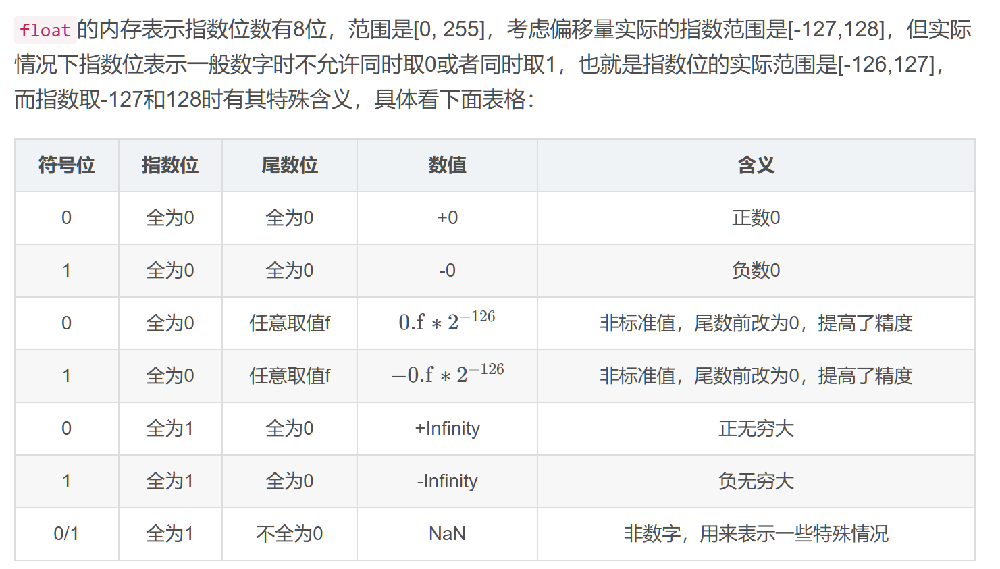 float的内存表示指数位数有8位，范围是[0, 255]，考虑偏移量实际的指数范围是[-127,128]，但实际
情况下指数位表示一般数字时不允许同时取0或者同时取1，也就是指数位的实际范围是[-126,127]，
而指数取-127和128时有其特殊含义，具体看下面表格：
符号位 指数位 尾数位 数值 含义
0 全为0 全为0 +0 正数0
1 全为0 全为0 -0 负数0
0 全为0 任意取值f 0.f * 2^{-126} 非标准值，尾数前改为0，提高了精度
1 全为0 任意取值f −0.f * 2^{-126} 非标准值，尾数前改为0，提高了精度
0 全为1 全为0 +Infinity 正无穷大
1 全为1 全为0 -Infinity 负无穷大
0/1 全为1 不全为0 NaN 非数字，用来表示一些特殊情况